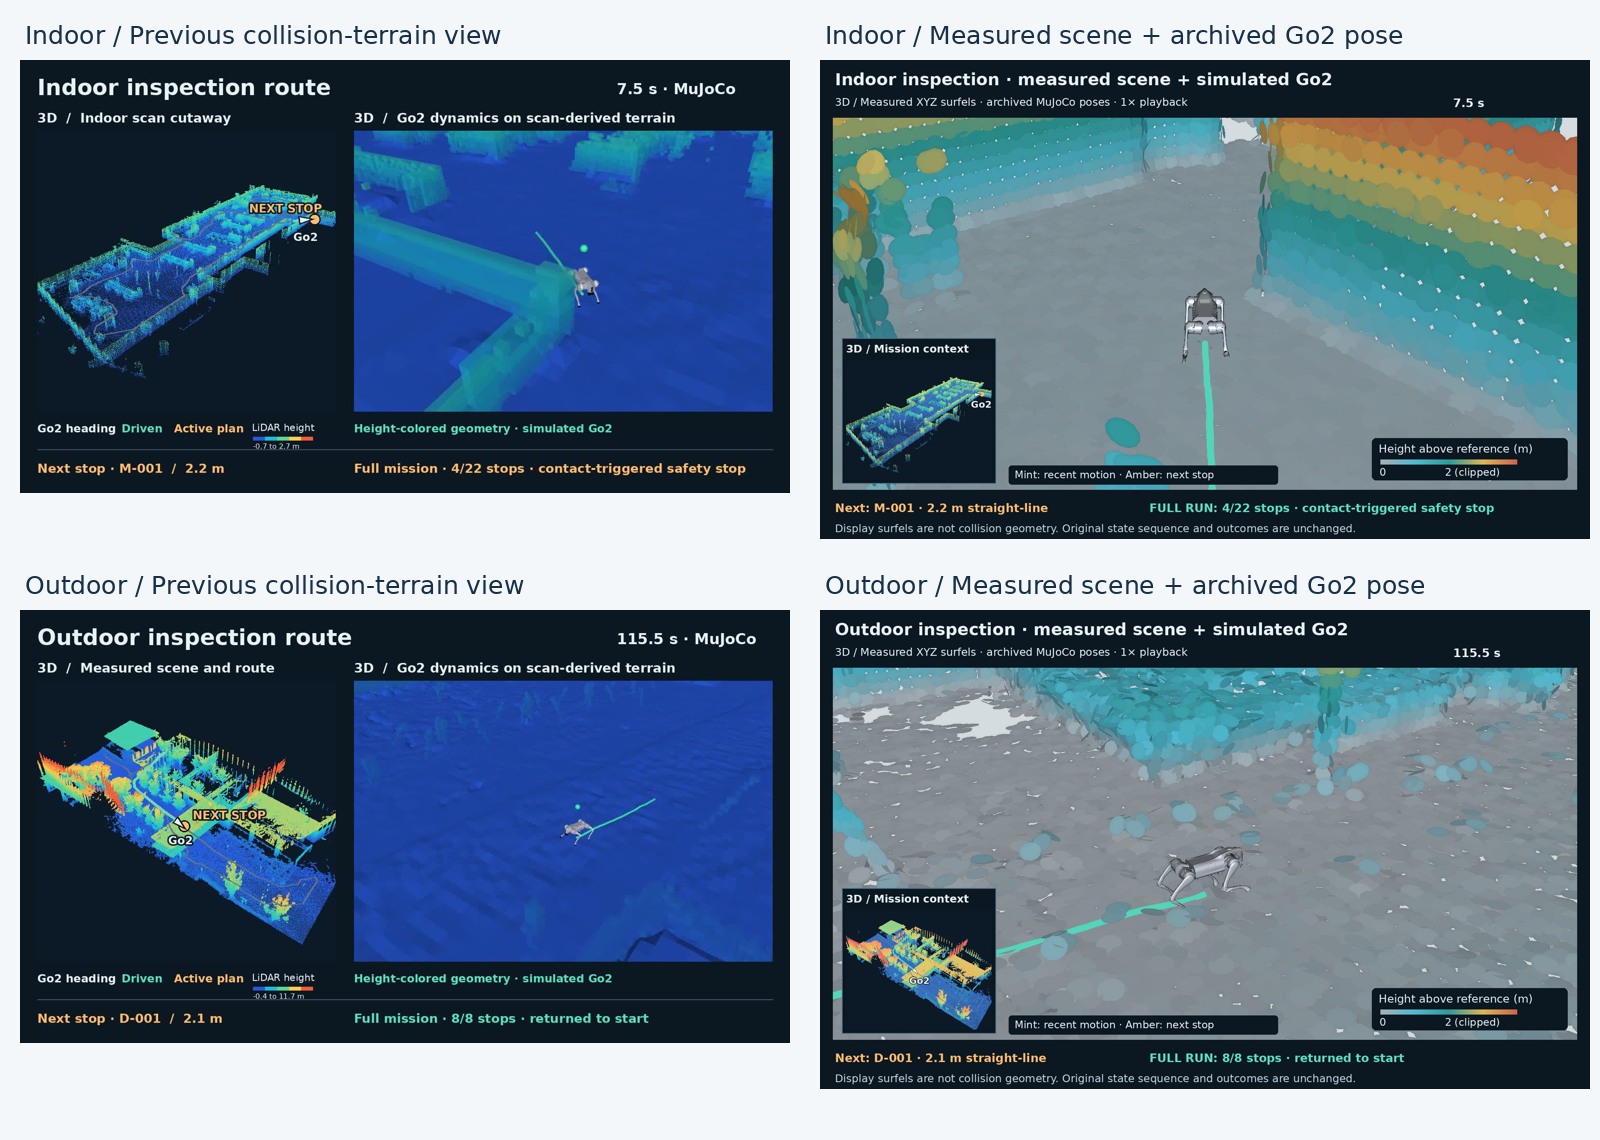 Indoor / Previous collision-terrain view
Indoor inspection route
7.5 s · MuJoCo
3D / Indoor scan cutaway
3D / Go2 dynamics on scan-derived terrain
NEXT STOP
Go2
Go2 heading Driven Active plan LiDAR height
-0.7 to 2.7 m
Height-colored geometry · simulated Go2
Next stop · M-001 / 2.2 m
Full mission · 4/22 stops · contact-triggered safety stop
Indoor / Measured scene + archived Go2 pose
Indoor inspection · measured scene + simulated Go2
3D / Measured XYZ surfels · archived MuJoCo poses · 1× playback
7.5 s
3D / Mission context
Go2
Mint: recent motion · Amber: next stop
Height above reference (m)
0 2 (clipped)
Next: M-001 · 2.2 m straight-line
FULL RUN: 4/22 stops · contact-triggered safety stop
Display surfels are not collision geometry. Original state sequence and outcomes are unchanged.
Outdoor / Previous collision-terrain view
Outdoor inspection route
115.5 s · MuJoCo
3D / Measured scene and route
3D / Go2 dynamics on scan-derived terrain
NEXT STOP
Go2
Go2 heading Driven Active plan LiDAR height
-0.4 to 11.7 m
Height-colored geometry · simulated Go2
Next stop · D-001 / 2.1 m
Full mission · 8/8 stops · returned to start
Outdoor / Measured scene + archived Go2 pose
Outdoor inspection · measured scene + simulated Go2
3D / Measured XYZ surfels · archived MuJoCo poses · 1× playback
115.5 s
3D / Mission context
Go2
Mint: recent motion · Amber: next stop
Height above reference (m)
0 2 (clipped)
Next: D-001 · 2.1 m straight-line
FULL RUN: 8/8 stops · returned to start
Display surfels are not collision geometry. Original state sequence and outcomes are unchanged.